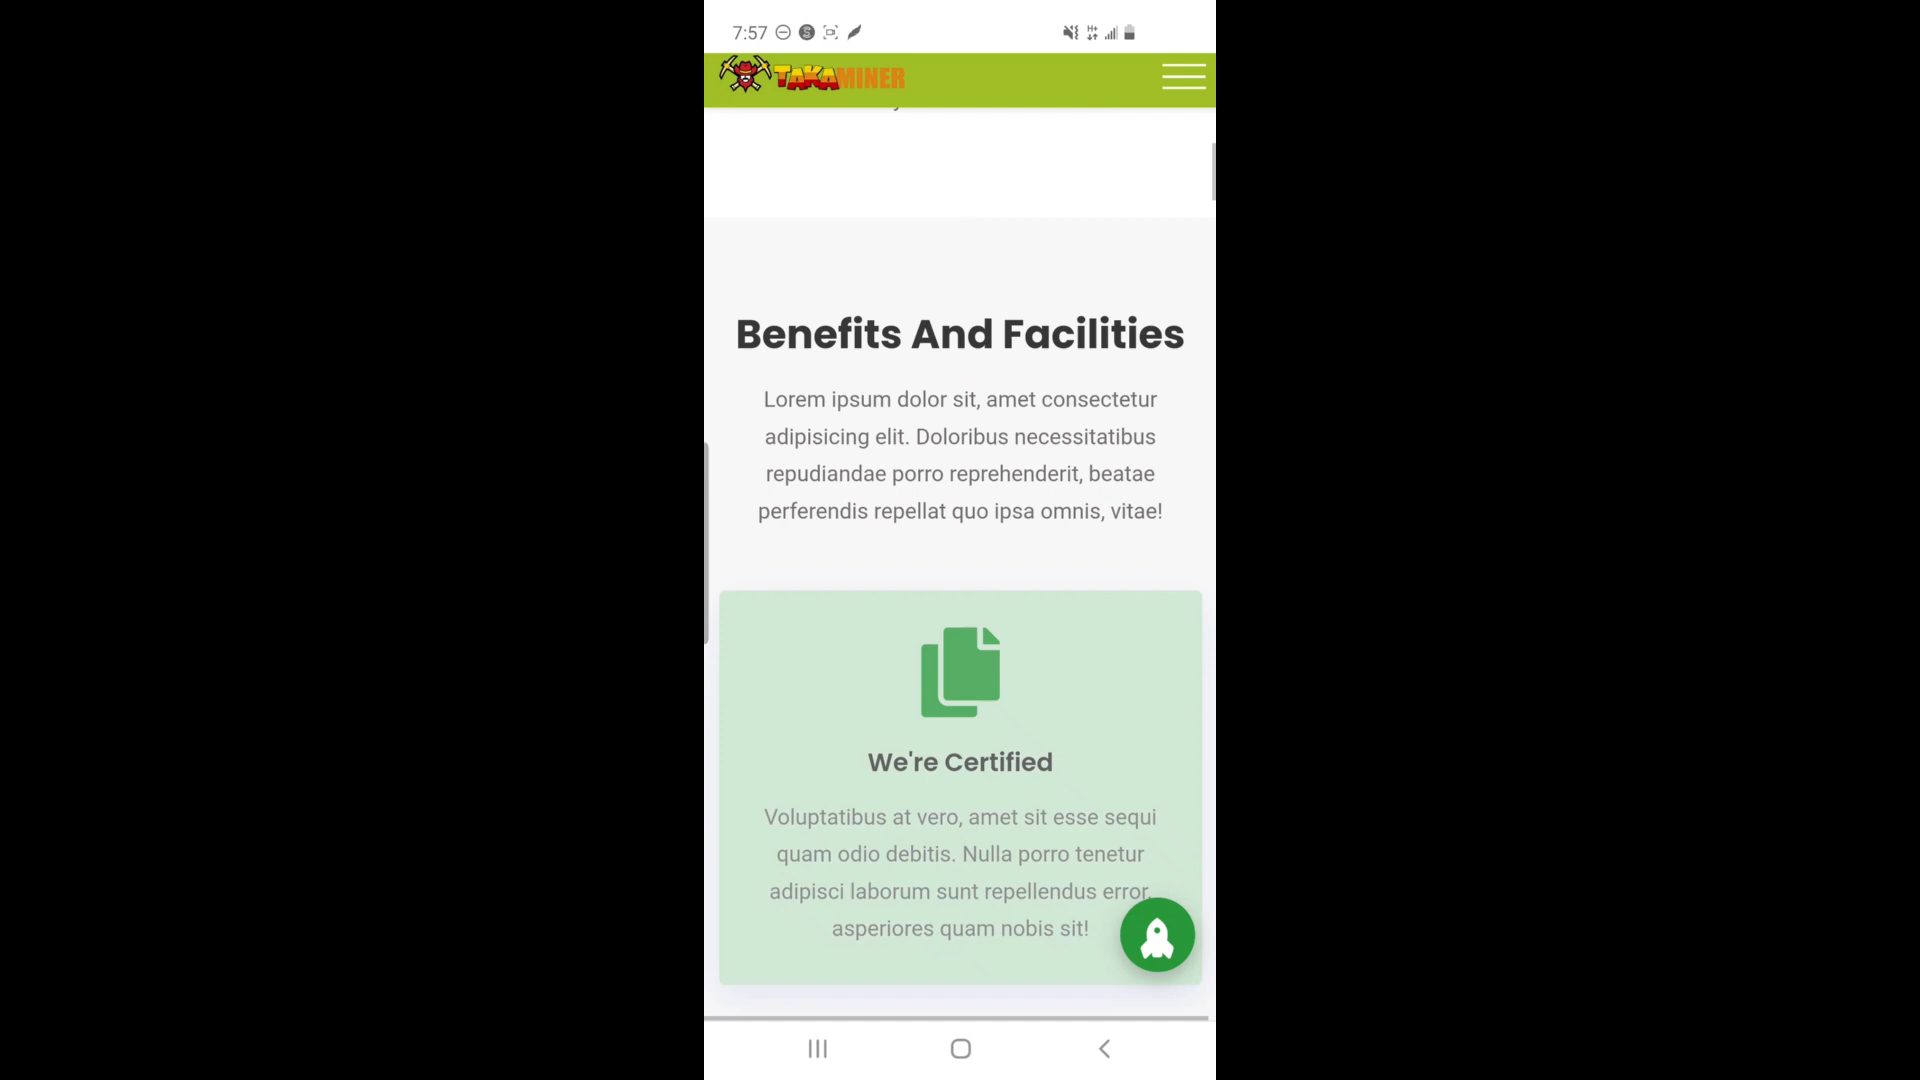 7:57
TAKAMINER
Benefits And Facilities
Lorem ipsum dolor sit, amet consectetur
adipisicing elit. Doloribus necessitatibus
repudiandae porro reprehenderit, beatae
perferendis repellat quo ipsa omnis, vitae!
We're Certified
Voluptatibus at vero, amet sit esse sequi
quam odio debitis. Nulla porro tenetur
adipisci laborum sunt repellendus error,
asperiores quam nobis sit!